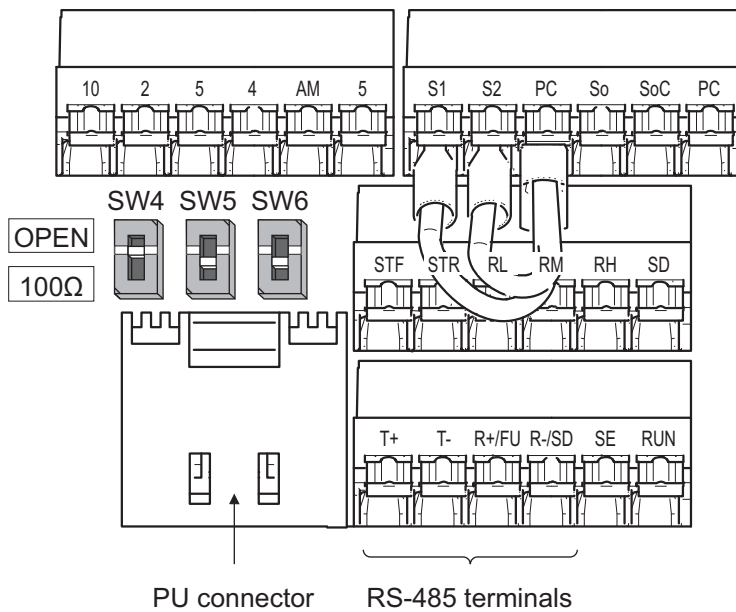 10 2 5 4 AM 5
S1 S2 PC So SoC PC
SW4 SW5 SW6
OPEN
100Ω
STF STR RL RM RH SD
T+ T- R+/FU R-/SD SE RUN
PU connector
RS-485 terminals